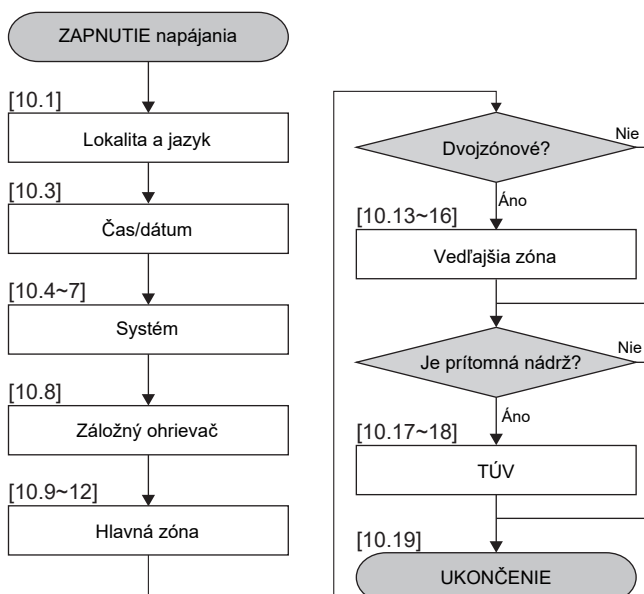 ZAPNUTIE napájania
[10.1]
Lokalita a jazyk
[10.3]
Čas/dátum
[10.4~7]
Systém
[10.8]
Záložný ohrievač
[10.9~12]
Hlavná zóna
Dvojzónové?
Nie
Áno
[10.13~16]
Vedľajšia zóna
Je prítomná nádrž?
Nie
Áno
[10.17~18]
TÚV
[10.19]
UKONČENIE